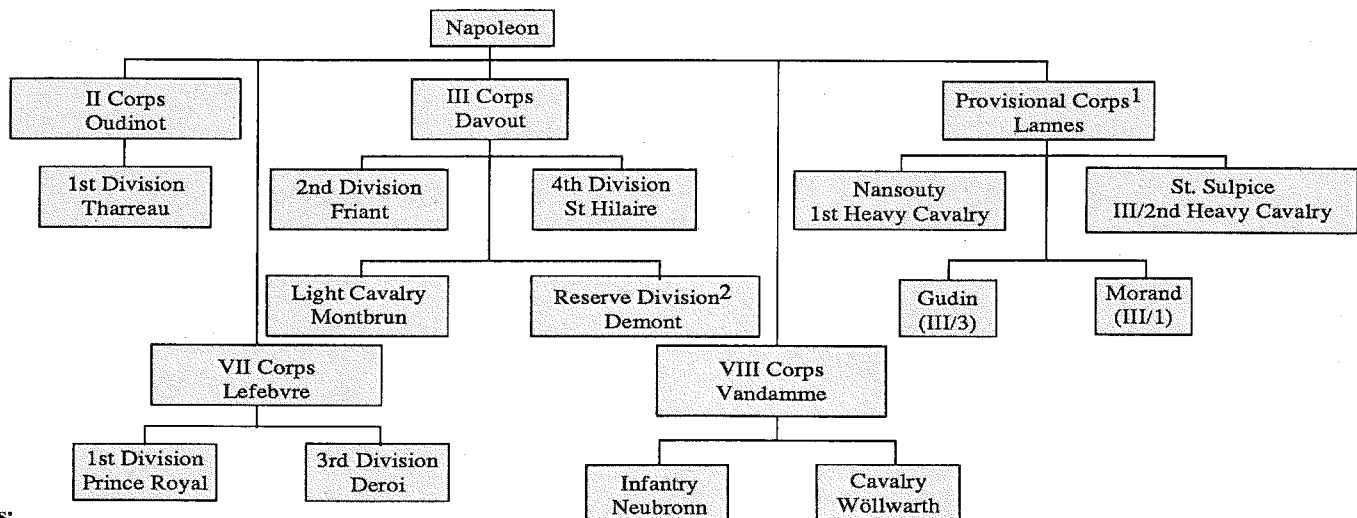 Napoleon
II Corps
Oudinot
III Corps
Davout
Provisional Corps1
Lannes
1st Division
Tharreau
2nd Division
Friant
4th Division
St Hilaire
Nansouty
1st Heavy Cavalry
St. Sulpice
III/2nd Heavy Cavalry
Light Cavalry
Montbrun
Reserve Division2
Demont
Gudin
(III/3)
Morand
(III/1)
VII Corps
Lefebvre
VIII Corps
Vandamme
1st Division
Prince Royal
3rd Division
Deroi
Infantry
Neubronn
Cavalry
Wöllwarth